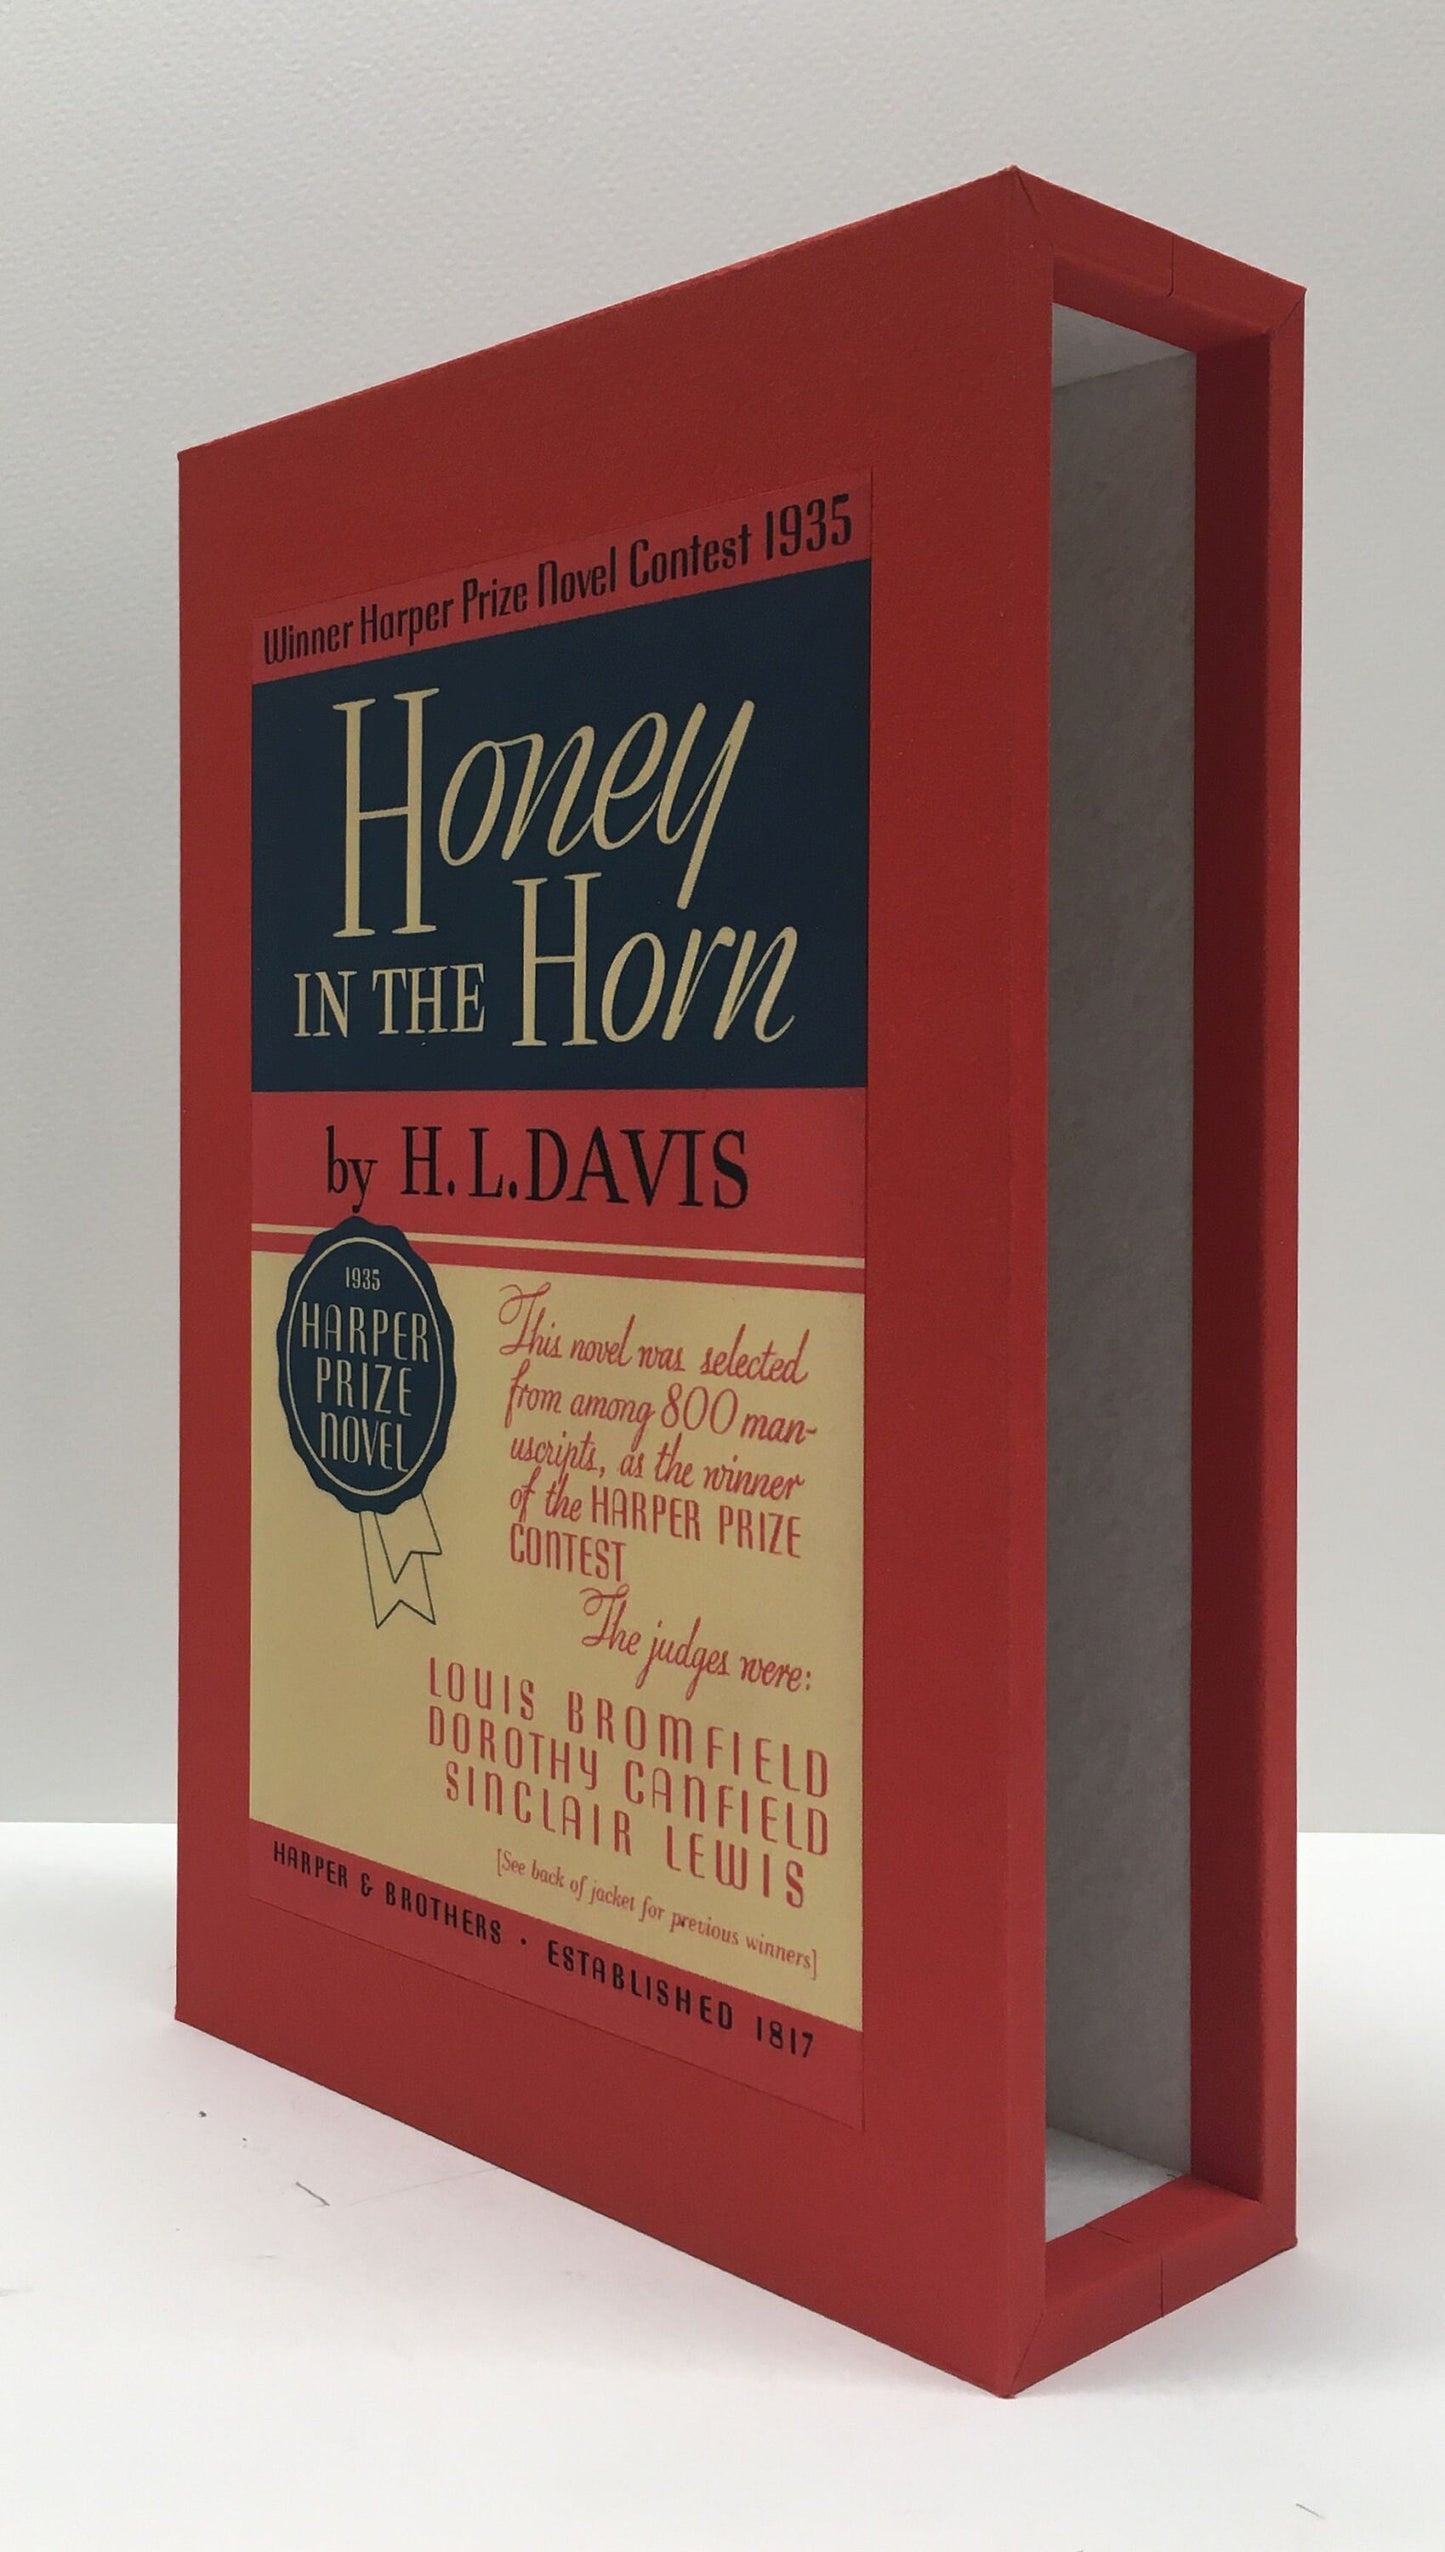 Winner Harper Prize Novel Contest 1935
Honey
IN THE Horn
by H. L. DAVIS
1935
HARPER
PRIZE
NOVEL
This novel was selected
from among 800 man-
uscripts, as the winner
of the HARPER PRIZE
CONTEST
The judges were:
LOUIS BROMFIELD
DOROTHY CANFIELD
SINCLAIR LEWIS
[See back of jacket for previous winners]
HARPER & BROTHERS · ESTABLISHED 1817